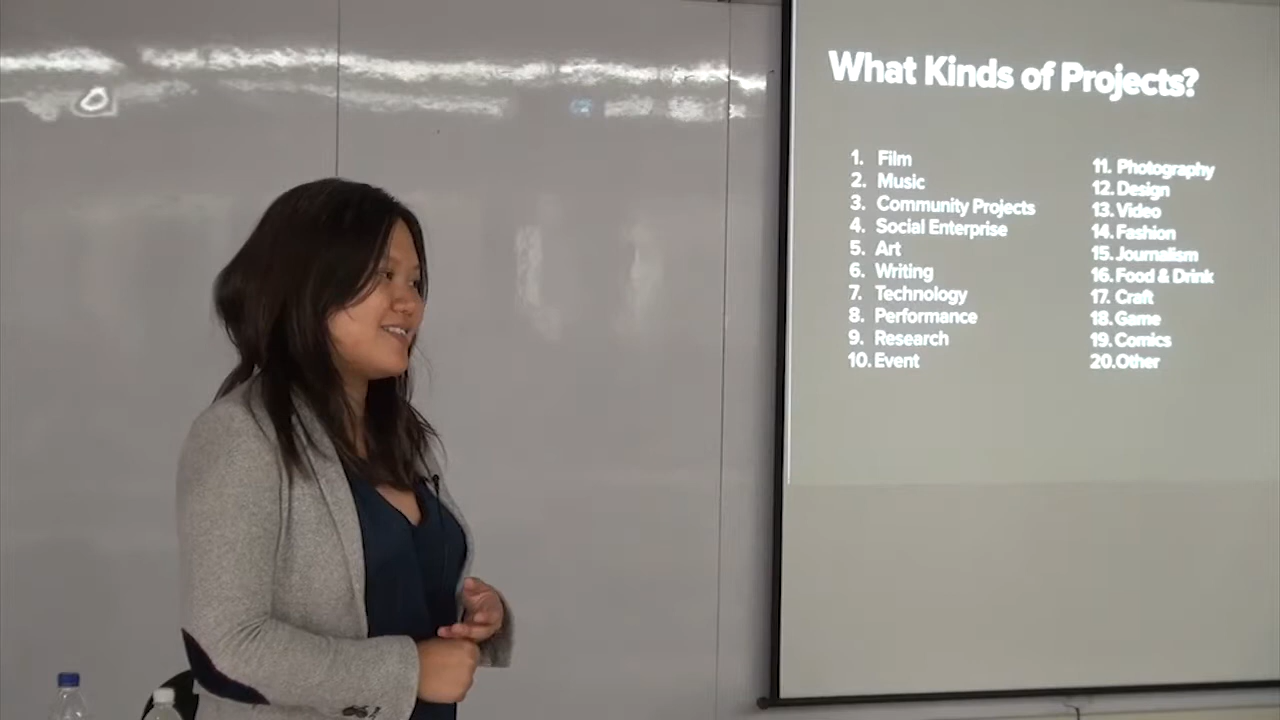 What Kinds of Projects?
1. Film
2. Music
3. Community Projects
4. Social Enterprise
5. Art
6. Writing
7. Technology
8. Performance
9. Research
10. Event
11. Photography
12. Design
13. Video
14. Fashion
15. Journalism
16. Food & Drink
17. Craft
18. Game
19. Comics
20. Other